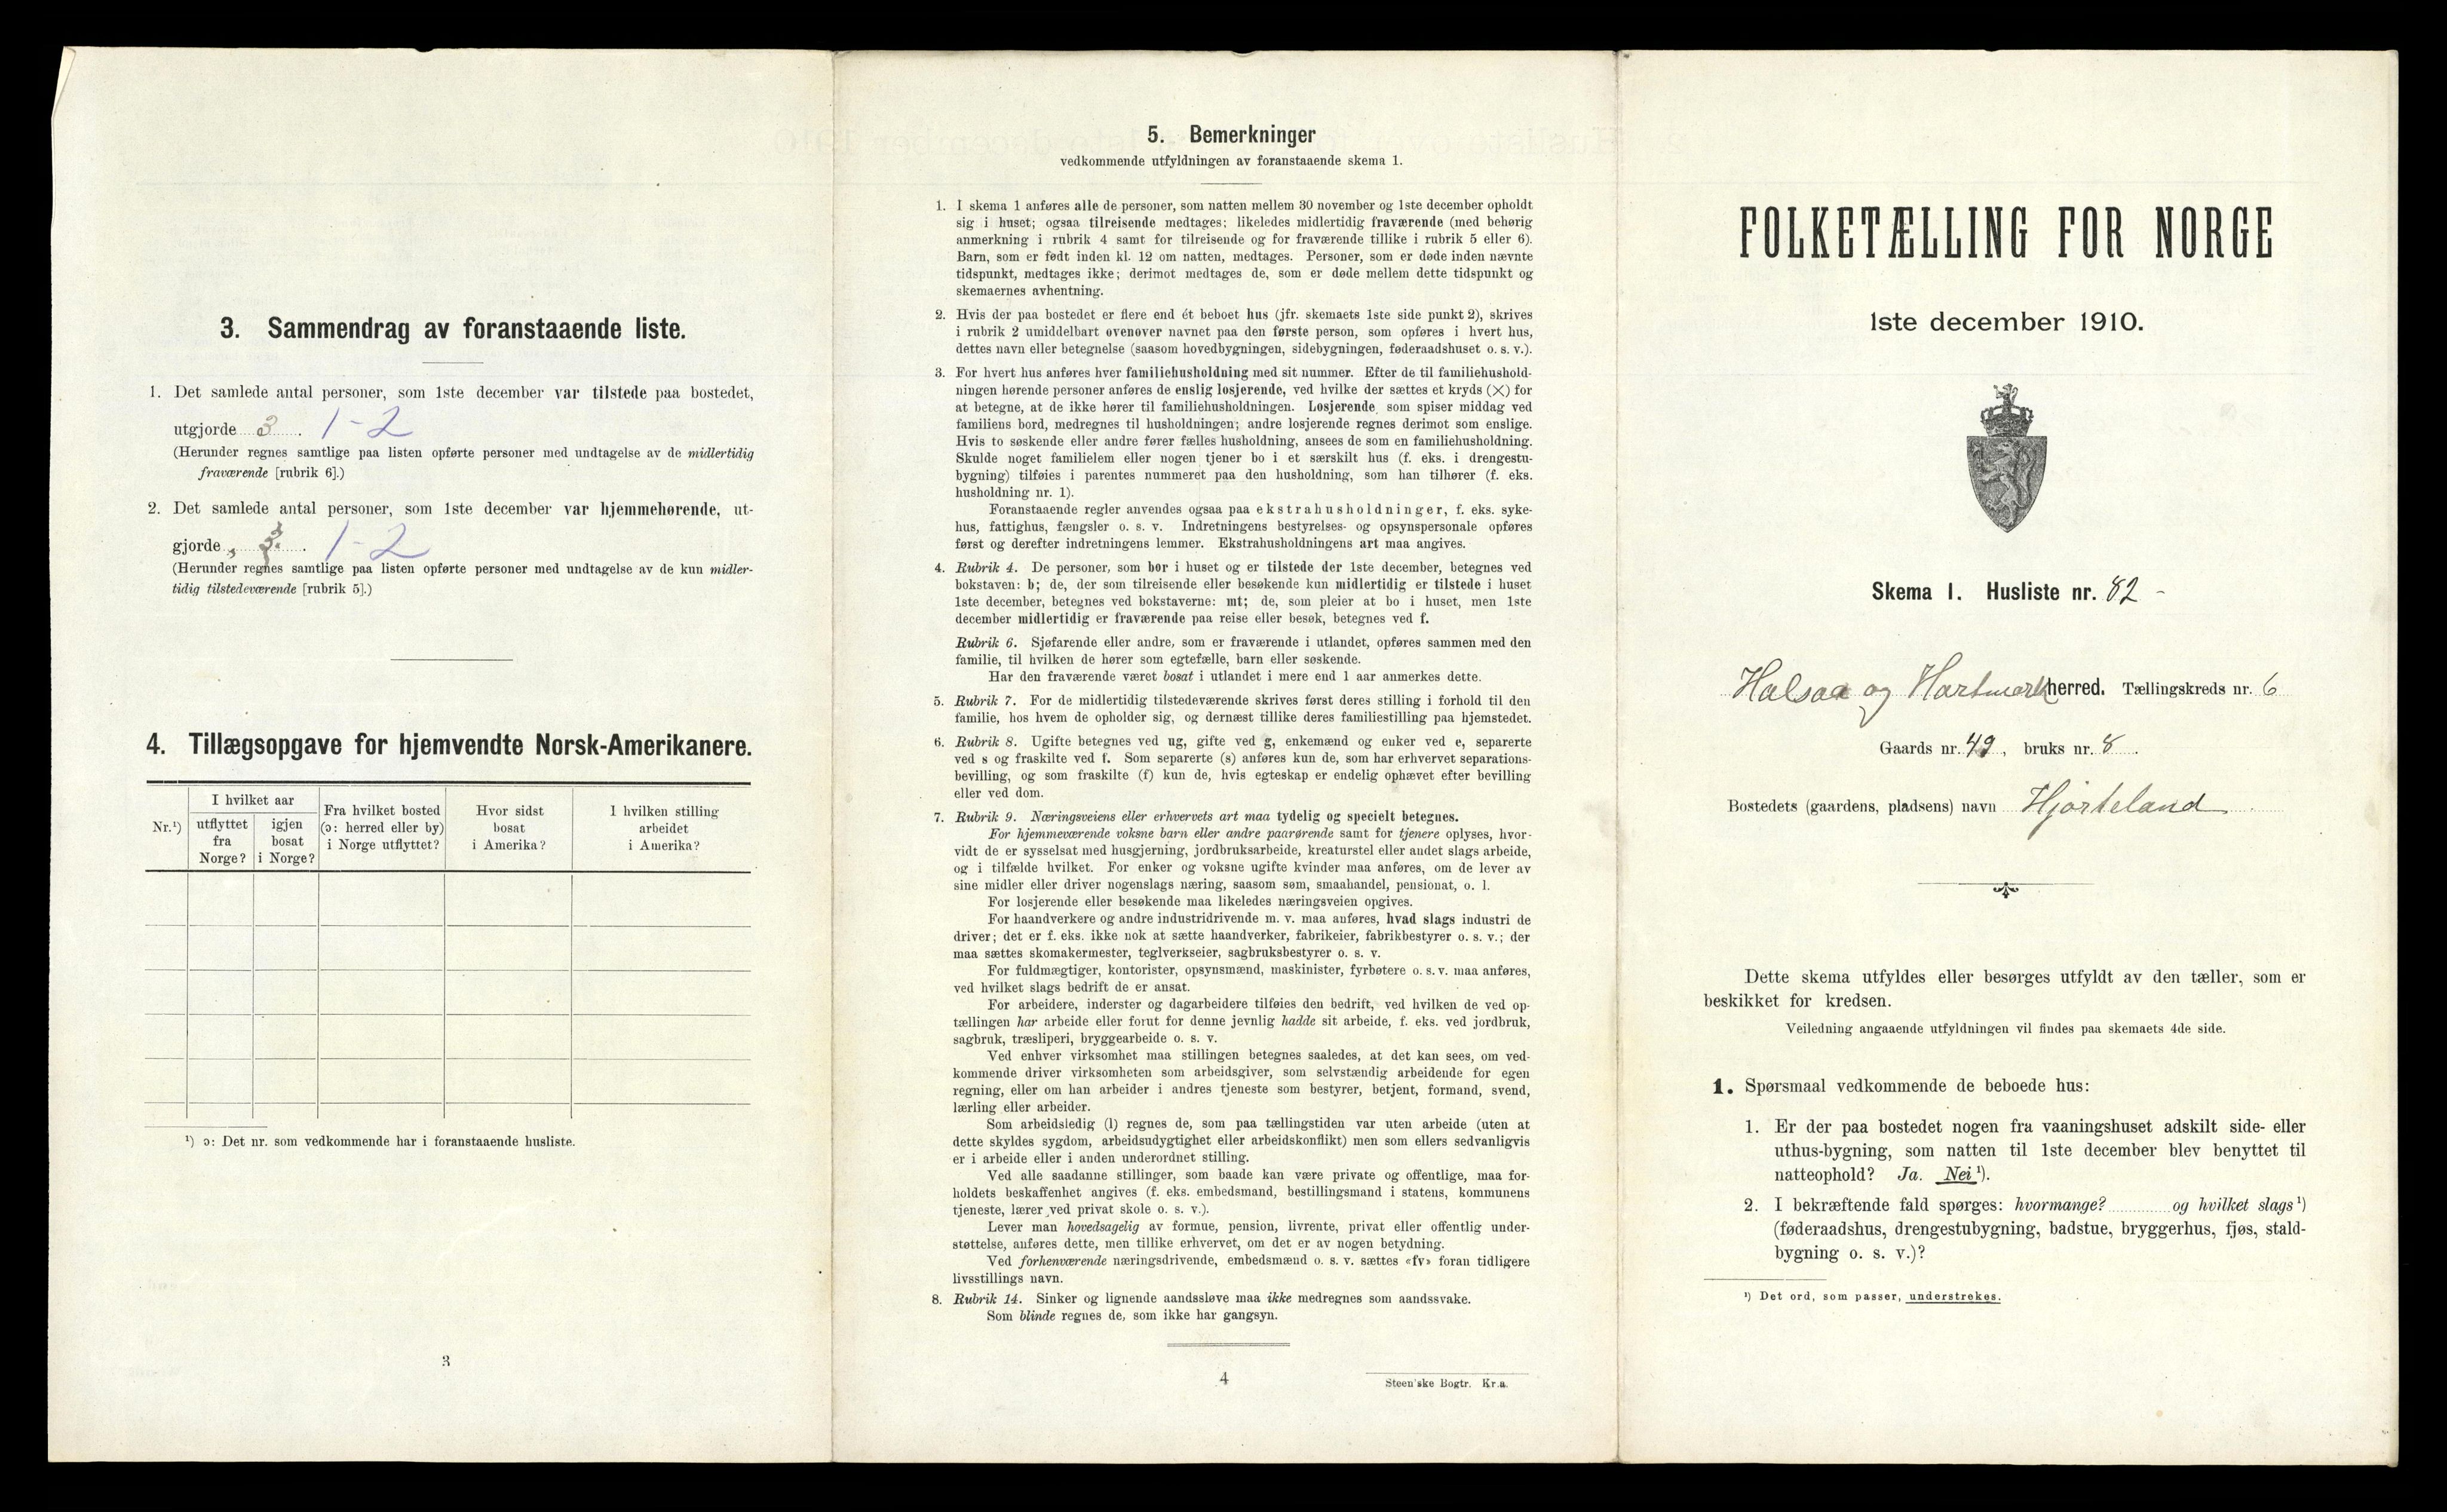 3. Sammendrag av foranstaaende liste.
1. Det samlede antal personer, som 1ste december var tilstede paa bostedet,
utgjorde 3. 1-2
(Herunder regnes samtlige paa listen opførte personer med undtagelse av de midlertidig
fraværende [rubrik 6].)
2. Det samlede antal personer, som 1ste december var hjemmehørende, ut-
gjorde 3. 1-2
(Herunder regnes samtlige paa listen opførte personer med undtagelse av de kun midler-
tidig tilstedeværende [rubrik 5].)
4. Tillægsopgave for hjemvendte Norsk-Amerikanere.
Nr.¹)
I hvilket aar
utflyttet fra Norge?
igjen bosat i Norge?
Fra hvilket bosted (ɔ: herred eller by) i Norge utflyttet?
Hvor sidst bosat i Amerika?
I hvilken stilling arbeidet i Amerika?
¹) ɔ: Det nr. som vedkommende har i foranstaaende husliste.
3
5. Bemerkninger
vedkommende utfyldningen av foranstaaende skema 1.
1. I skema 1 anføres alle de personer, som natten mellem 30 november og 1ste december opholdt
sig i huset; ogsaa tilreisende medtages; likeledes midlertidig fraværende (med behørig
anmerkning i rubrik 4 samt for tilreisende og for fraværende tillike i rubrik 5 eller 6).
Barn, som er født inden kl. 12 om natten, medtages. Personer, som er døde inden nævnte
tidspunkt, medtages ikke; derimot medtages de, som er døde mellem dette tidspunkt og
skemaernes avhentning.
2. Hvis der paa bostedet er flere end ét beboet hus (jfr. skemaets 1ste side punkt 2), skrives
i rubrik 2 umiddelbart ovenover navnet paa den første person, som opføres i hvert hus,
dettes navn eller betegnelse (saasom hovedbygningen, sidebygningen, føderaadshuset o. s. v.).
3. For hvert hus anføres hver familiehusholdning med sit nummer. Efter de til familiehushold-
ningen hørende personer anføres de enslig losjerende, ved hvilke der sættes et kryds (×) for
at betegne, at de ikke hører til familiehusholdningen. Losjerende som spiser middag ved
familiens bord, medregnes til husholdningen; andre losjerende regnes derimot som enslige.
Hvis to søskende eller andre fører fælles husholdning, ansees de som en familiehusholdning.
Skulde noget familielem eller nogen tjener bo i et særskilt hus (f. eks. i drengestu-
bygning) tilføies i parentes nummeret paa den husholdning, som han tilhører (f. eks.
husholdning nr. 1).
Foranstaaende regler anvendes ogsaa paa ekstrahusholdninger, f. eks. syke-
hus, fattighus, fængsler o. s. v. Indretningens bestyrelses- og opsynspersonale opføres
først og derefter indretningens lemmer. Ekstrahusholdningens art maa angives.
4. Rubrik 4. De personer, som bor i huset og er tilstede der 1ste december, betegnes ved
bokstaven: b; de, der som tilreisende eller besøkende kun midlertidig er tilstede i huset
1ste december, betegnes ved bokstaverne: mt; de, som pleier at bo i huset, men 1ste
december midlertidig er fraværende paa reise eller besøk, betegnes ved f.
Rubrik 6. Sjøfarende eller andre, som er fraværende i utlandet, opføres sammen med den
familie, til hvilken de hører som egtefælle, barn eller søskende.
Har den fraværende været bosat i utlandet i mere end 1 aar anmerkes dette.
5. Rubrik 7. For de midlertidig tilstedeværende skrives først deres stilling i forhold til den
familie, hos hvem de opholder sig, og dernæst tillike deres familiestilling paa hjemstedet.
6. Rubrik 8. Ugifte betegnes ved ug, gifte ved g, enkemænd og enker ved e, separerte
ved s og fraskilte ved f. Som separerte (s) anføres kun de, som har erhvervet separations-
bevilling, og som fraskilte (f) kun de, hvis egteskap er endelig ophævet efter bevilling
eller ved dom.
7. Rubrik 9. Næringsveiens eller erhvervets art maa tydelig og specielt betegnes.
For hjemmeværende voksne barn eller andre paarørende samt for tjenere oplyses, hvor-
vidt de er sysselsat med husgjerning, jordbruksarbeide, kreaturstel eller andet slags arbeide,
og i tilfælde hvilket. For enker og voksne ugifte kvinder maa anføres, om de lever av
sine midler eller driver nogenslags næring, saasom søm, smaahandel, pensionat, o. l.
For losjerende eller besøkende maa likeledes næringsveien opgives.
For haandverkere og andre industridrivende m. v. maa anføres, hvad slags industri de
driver; det er f. eks. ikke nok at sætte haandverker, fabrikeier, fabrikbestyrer o. s. v.; der
maa sættes skomakermester, teglverkseier, sagbruksbestyrer o. s. v.
For fuldmægtiger, kontorister, opsynsmænd, maskinister, fyrbøtere o. s. v. maa anføres,
ved hvilket slags bedrift de er ansat.
For arbeidere, inderster og dagarbeidere tilføies den bedrift, ved hvilken de ved op-
tællingen har arbeide eller forut for denne jevnlig hadde sit arbeide, f. eks. ved jordbruk,
sagbruk, træsliperi, bryggearbeide o. s. v.
Ved enhver virksomhet maa stillingen betegnes saaledes, at det kan sees, om ved-
kommende driver virksomheten som arbeidsgiver, som selvstændig arbeidende for egen
regning, eller om han arbeider i andres tjeneste som bestyrer, betjent, formand, svend,
lærling eller arbeider.
Som arbeidsledig (l) regnes de, som paa tællingstiden var uten arbeide (uten at
dette skyldes sygdom, arbeidsudygtighet eller arbeidskonflikt) men som ellers sedvanligvis
er i arbeide eller i anden underordnet stilling.
Ved alle saadanne stillinger, som baade kan være private og offentlige, maa for-
holdets beskaffenhet angives (f. eks. embedsmand, bestillingsmand i statens, kommunens
tjeneste, lærer ved privat skole o. s. v.).
Lever man hovedsagelig av formue, pension, livrente, privat eller offentlig under-
støttelse, anføres dette, men tillike erhvervet, om det er av nogen betydning.
Ved forhenværende næringsdrivende, embedsmænd o. s. v. sættes «fv» foran tidligere
livsstillings navn.
8. Rubrik 14. Sinker og lignende aandssløve maa ikke medregnes som aandssvake.
Som blinde regnes de, som ikke har gangsyn.
4
Steen'ske Bogtr. Kr.a.
FOLKETÆLLING FOR NORGE
1ste december 1910.
Skema 1. Husliste nr. 82 -
Halsaa og Hartmark herred. Tællingskreds nr. 6
Gaards nr. 49, bruks nr. 8.
Bostedets (gaardens, pladsens) navn Hjorteland
Dette skema utfyldes eller besørges utfyldt av den tæller, som er
beskikket for kredsen.
Veiledning angaaende utfyldningen vil findes paa skemaets 4de side.
1. Spørsmaal vedkommende de beboede hus:
1. Er der paa bostedet nogen fra vaaningshuset adskilt side- eller
uthus-bygning, som natten til 1ste december blev benyttet til
natteophold? Ja. Nei ¹).
2. I bekræftende fald spørges: hvormange? og hvilket slags ¹)
(føderaadshus, drengestubygning, badstue, bryggerhus, fjøs, stald-
bygning o. s. v.)?
¹) Det ord, som passer, understrekes.